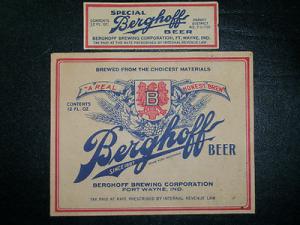 SPECIAL
CONTENTS
12 FL. OZ.
Berghoff
PERMIT
DISTRICT
BEER
BERGHOFF BREWING CORPORATION, FT. WAYNE, IND.
TAX PAID AT THE RATE PRESCRIBED BY INTERNAL REVENUE LAW
BREWED FROM THE CHOICEST MATERIALS
"A REAL HONEST BREW"
B
CONTENTS
12 FL. OZ
Berghoff
BEER
SINCE 1887
BERGHOFF BREWING CORPORATION
FORT WAYNE, IND.
TAX PAID AT RATE PRESCRIBED BY INTERNAL REVENUE LAW